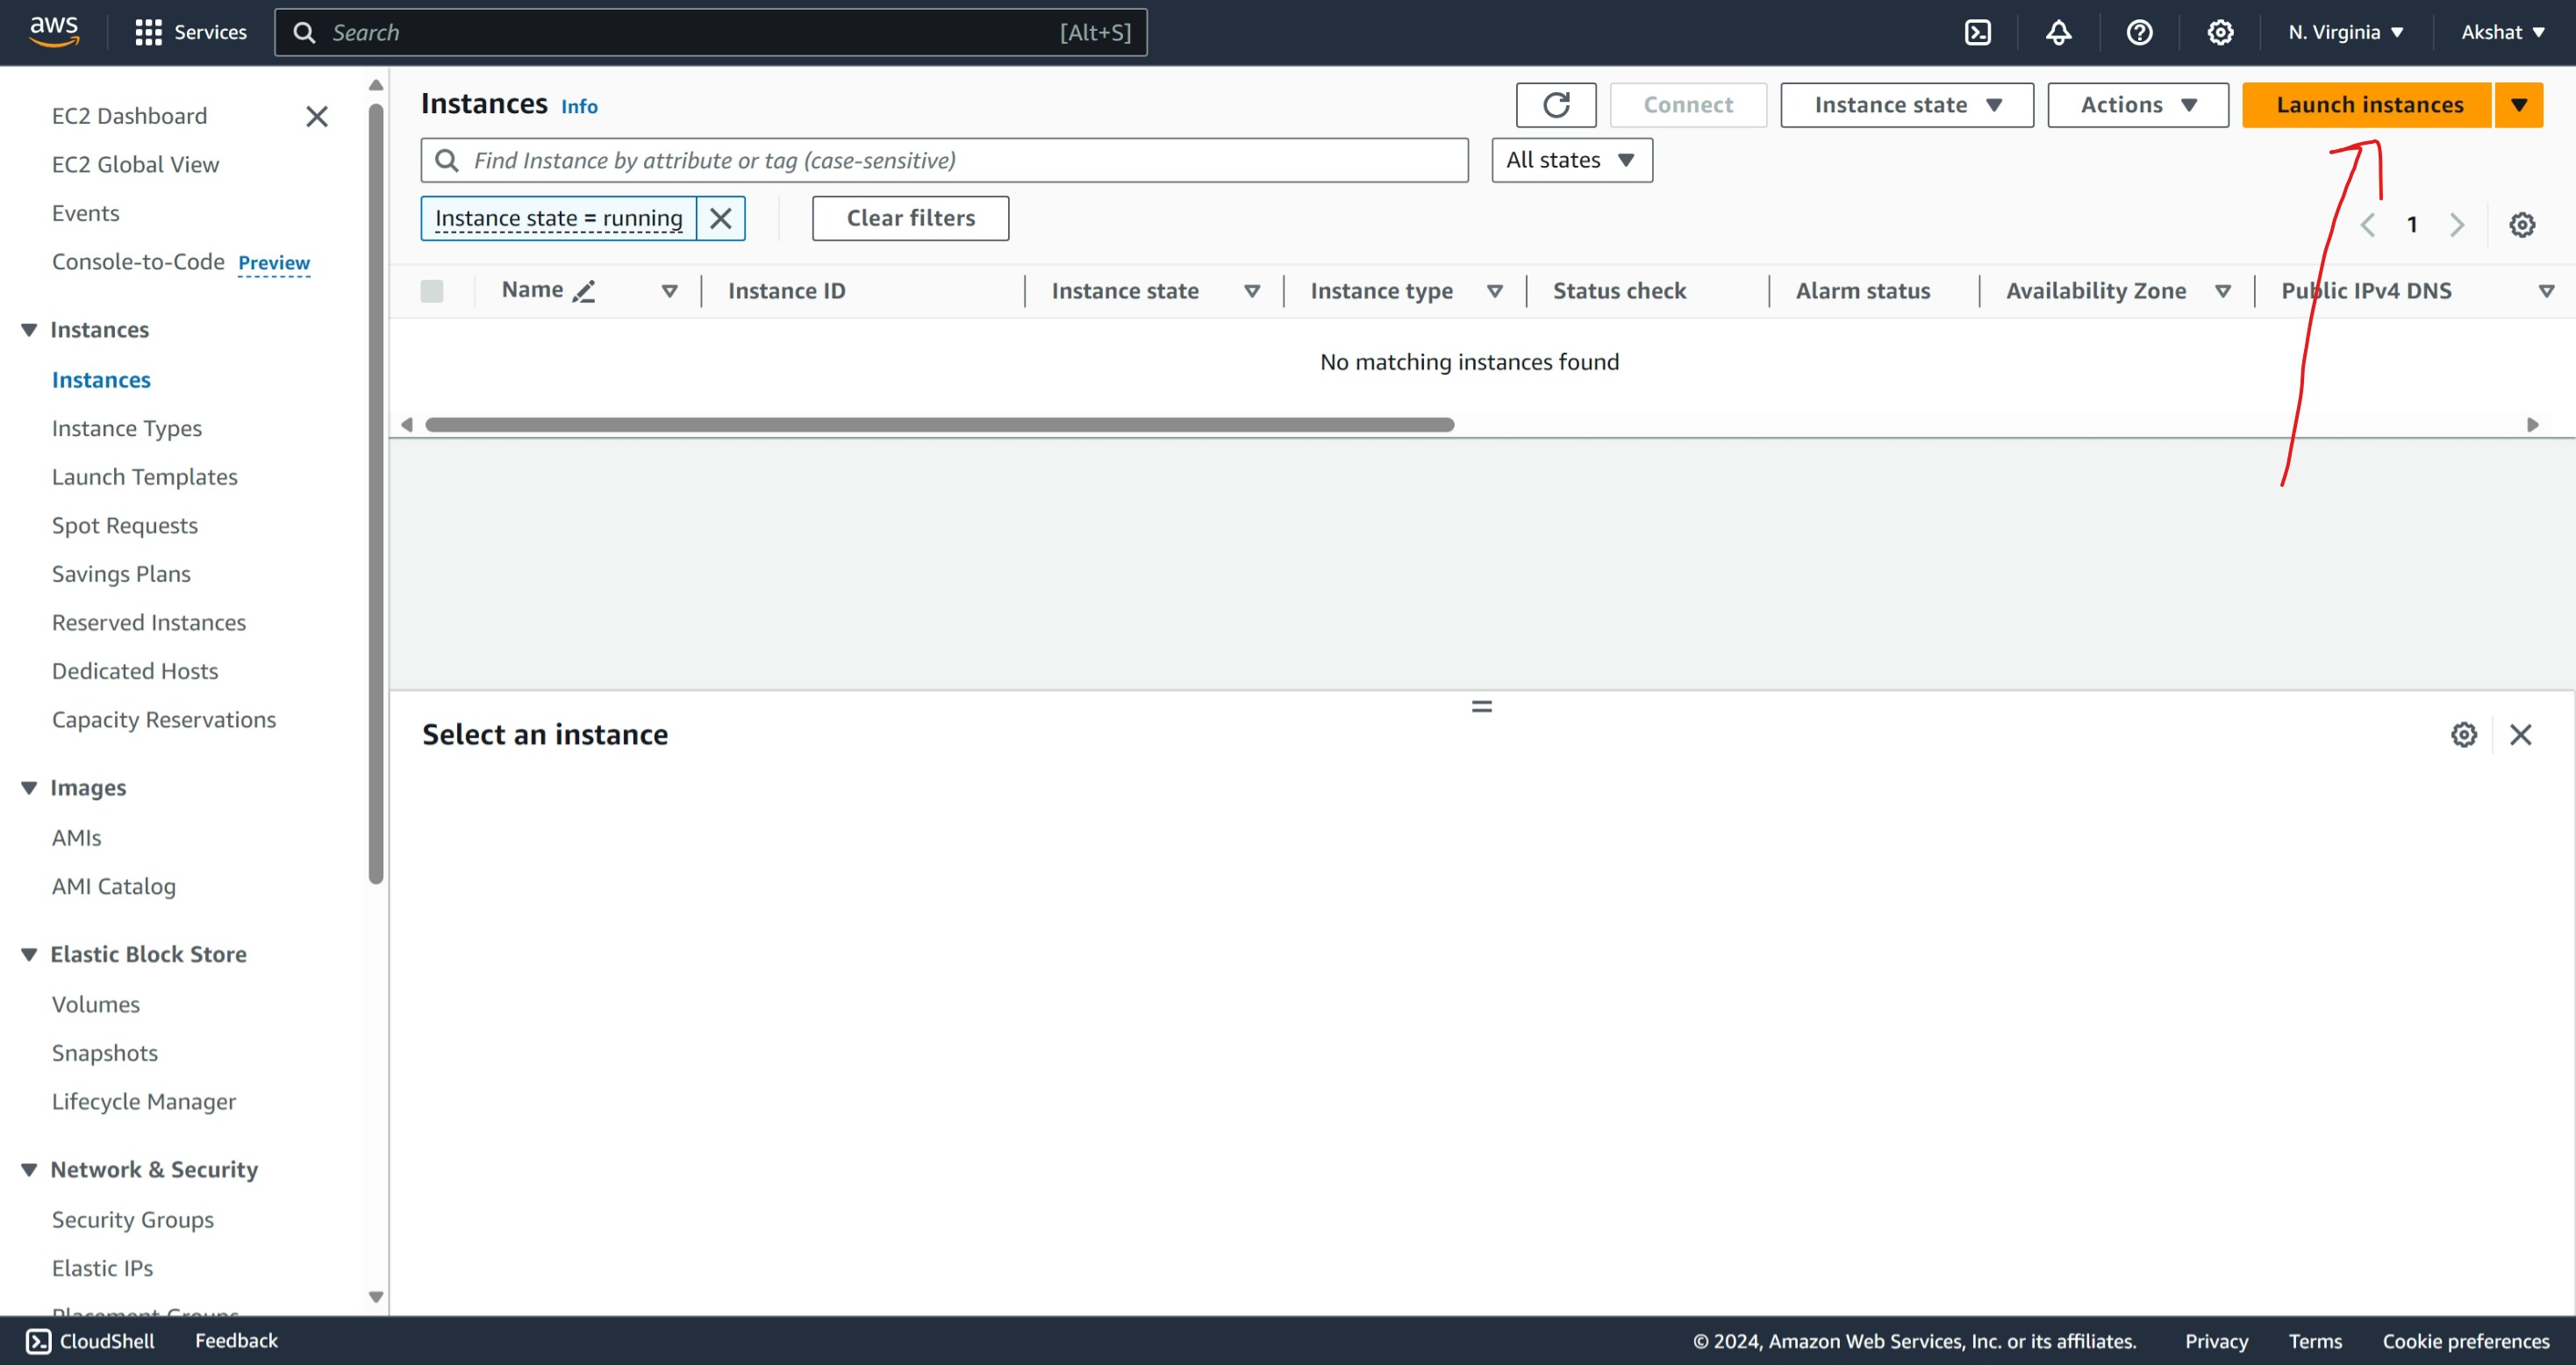 aws Services Search [Alt+S] N. Virginia Akshat
EC2 Dashboard
EC2 Global View
Events
Console-to-Code Preview
Instances
Instances
Instance Types
Launch Templates
Spot Requests
Savings Plans
Reserved Instances
Dedicated Hosts
Capacity Reservations
Images
AMIs
AMI Catalog
Elastic Block Store
Volumes
Snapshots
Lifecycle Manager
Network & Security
Security Groups
Elastic IPs
Placement Groups
Instances Info Connect Instance state Actions Launch instances
Find Instance by attribute or tag (case-sensitive) All states
Instance state = running Clear filters 1
Name Instance ID Instance state Instance type Status check Alarm status Availability Zone Public IPv4 DNS
No matching instances found
Select an instance
CloudShell Feedback © 2024, Amazon Web Services, Inc. or its affiliates. Privacy Terms Cookie preferences